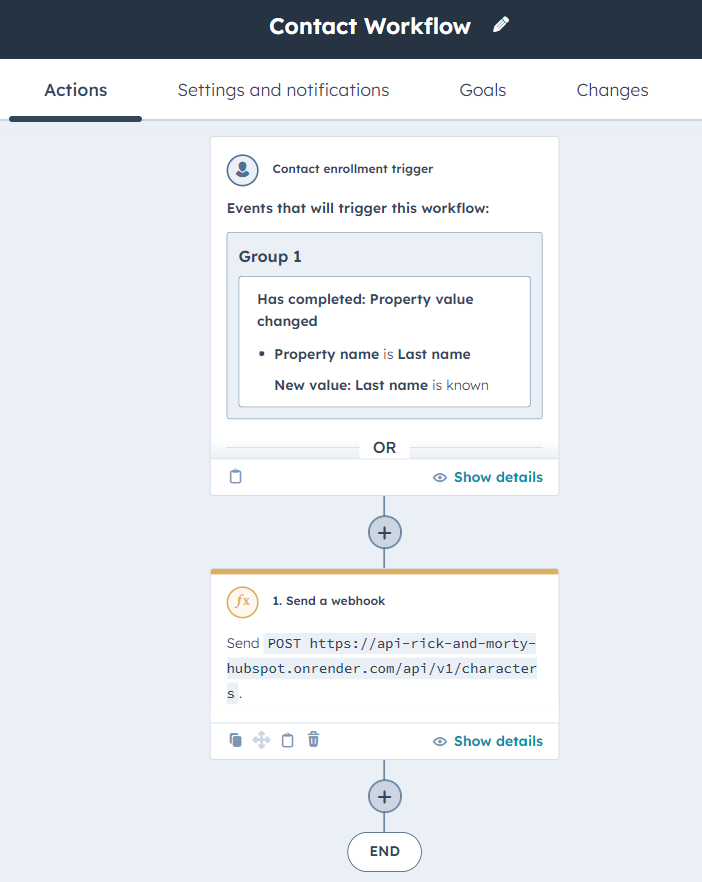 Contact Workflow
Actions Settings and notifications Goals Changes
Contact enrollment trigger
Events that will trigger this workflow:
Group 1
Has completed: Property value
changed
• Property name is Last name
New value: Last name is known
OR
Show details
fx 1. Send a webhook
Send POST https://api-rick-and-morty-
hubspot.onrender.com/api/v1/character
s .
Show details
END